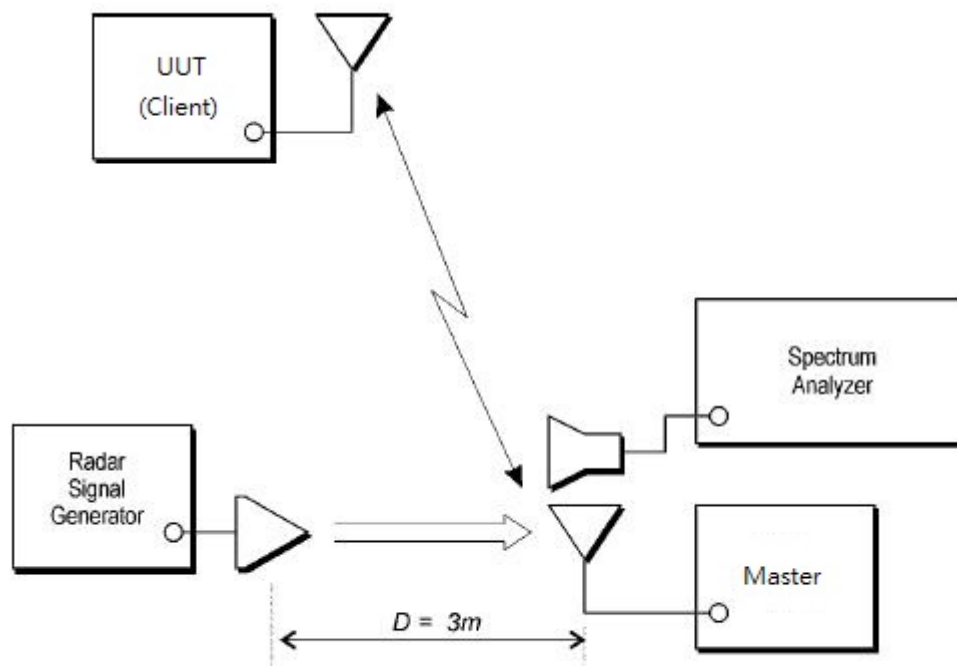 UUT
(Client)
Spectrum
Analyzer
Radar
Signal
Generator
Master
D = 3m